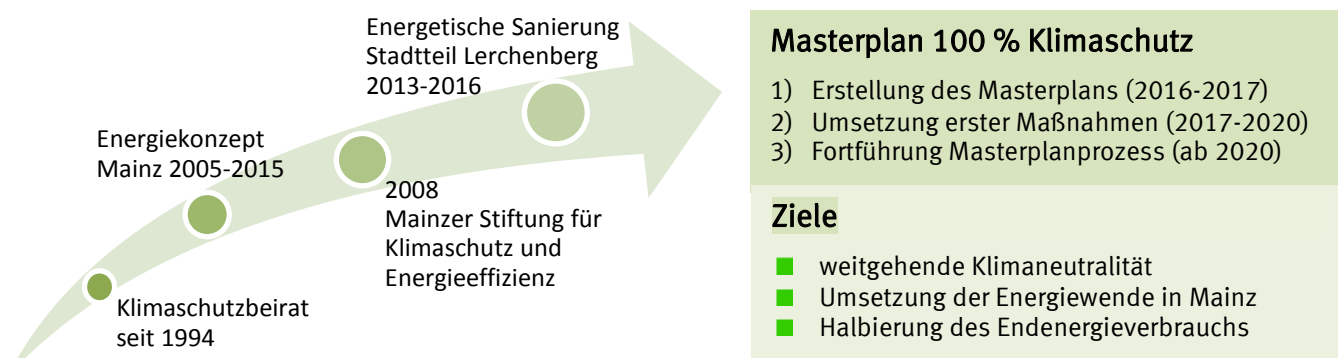 Klimaschutzbeirat
seit 1994
Energiekonzept
Mainz 2005-2015
2008
Mainzer Stiftung für
Klimaschutz und
Energieeffizienz
Energetische Sanierung
Stadtteil Lerchenberg
2013-2016
Masterplan 100 % Klimaschutz
1) Erstellung des Masterplans (2016-2017)
2) Umsetzung erster Maßnahmen (2017-2020)
3) Fortführung Masterplanprozess (ab 2020)
Ziele
weitgehende Klimaneutralität
Umsetzung der Energiewende in Mainz
Halbierung des Endenergieverbrauchs